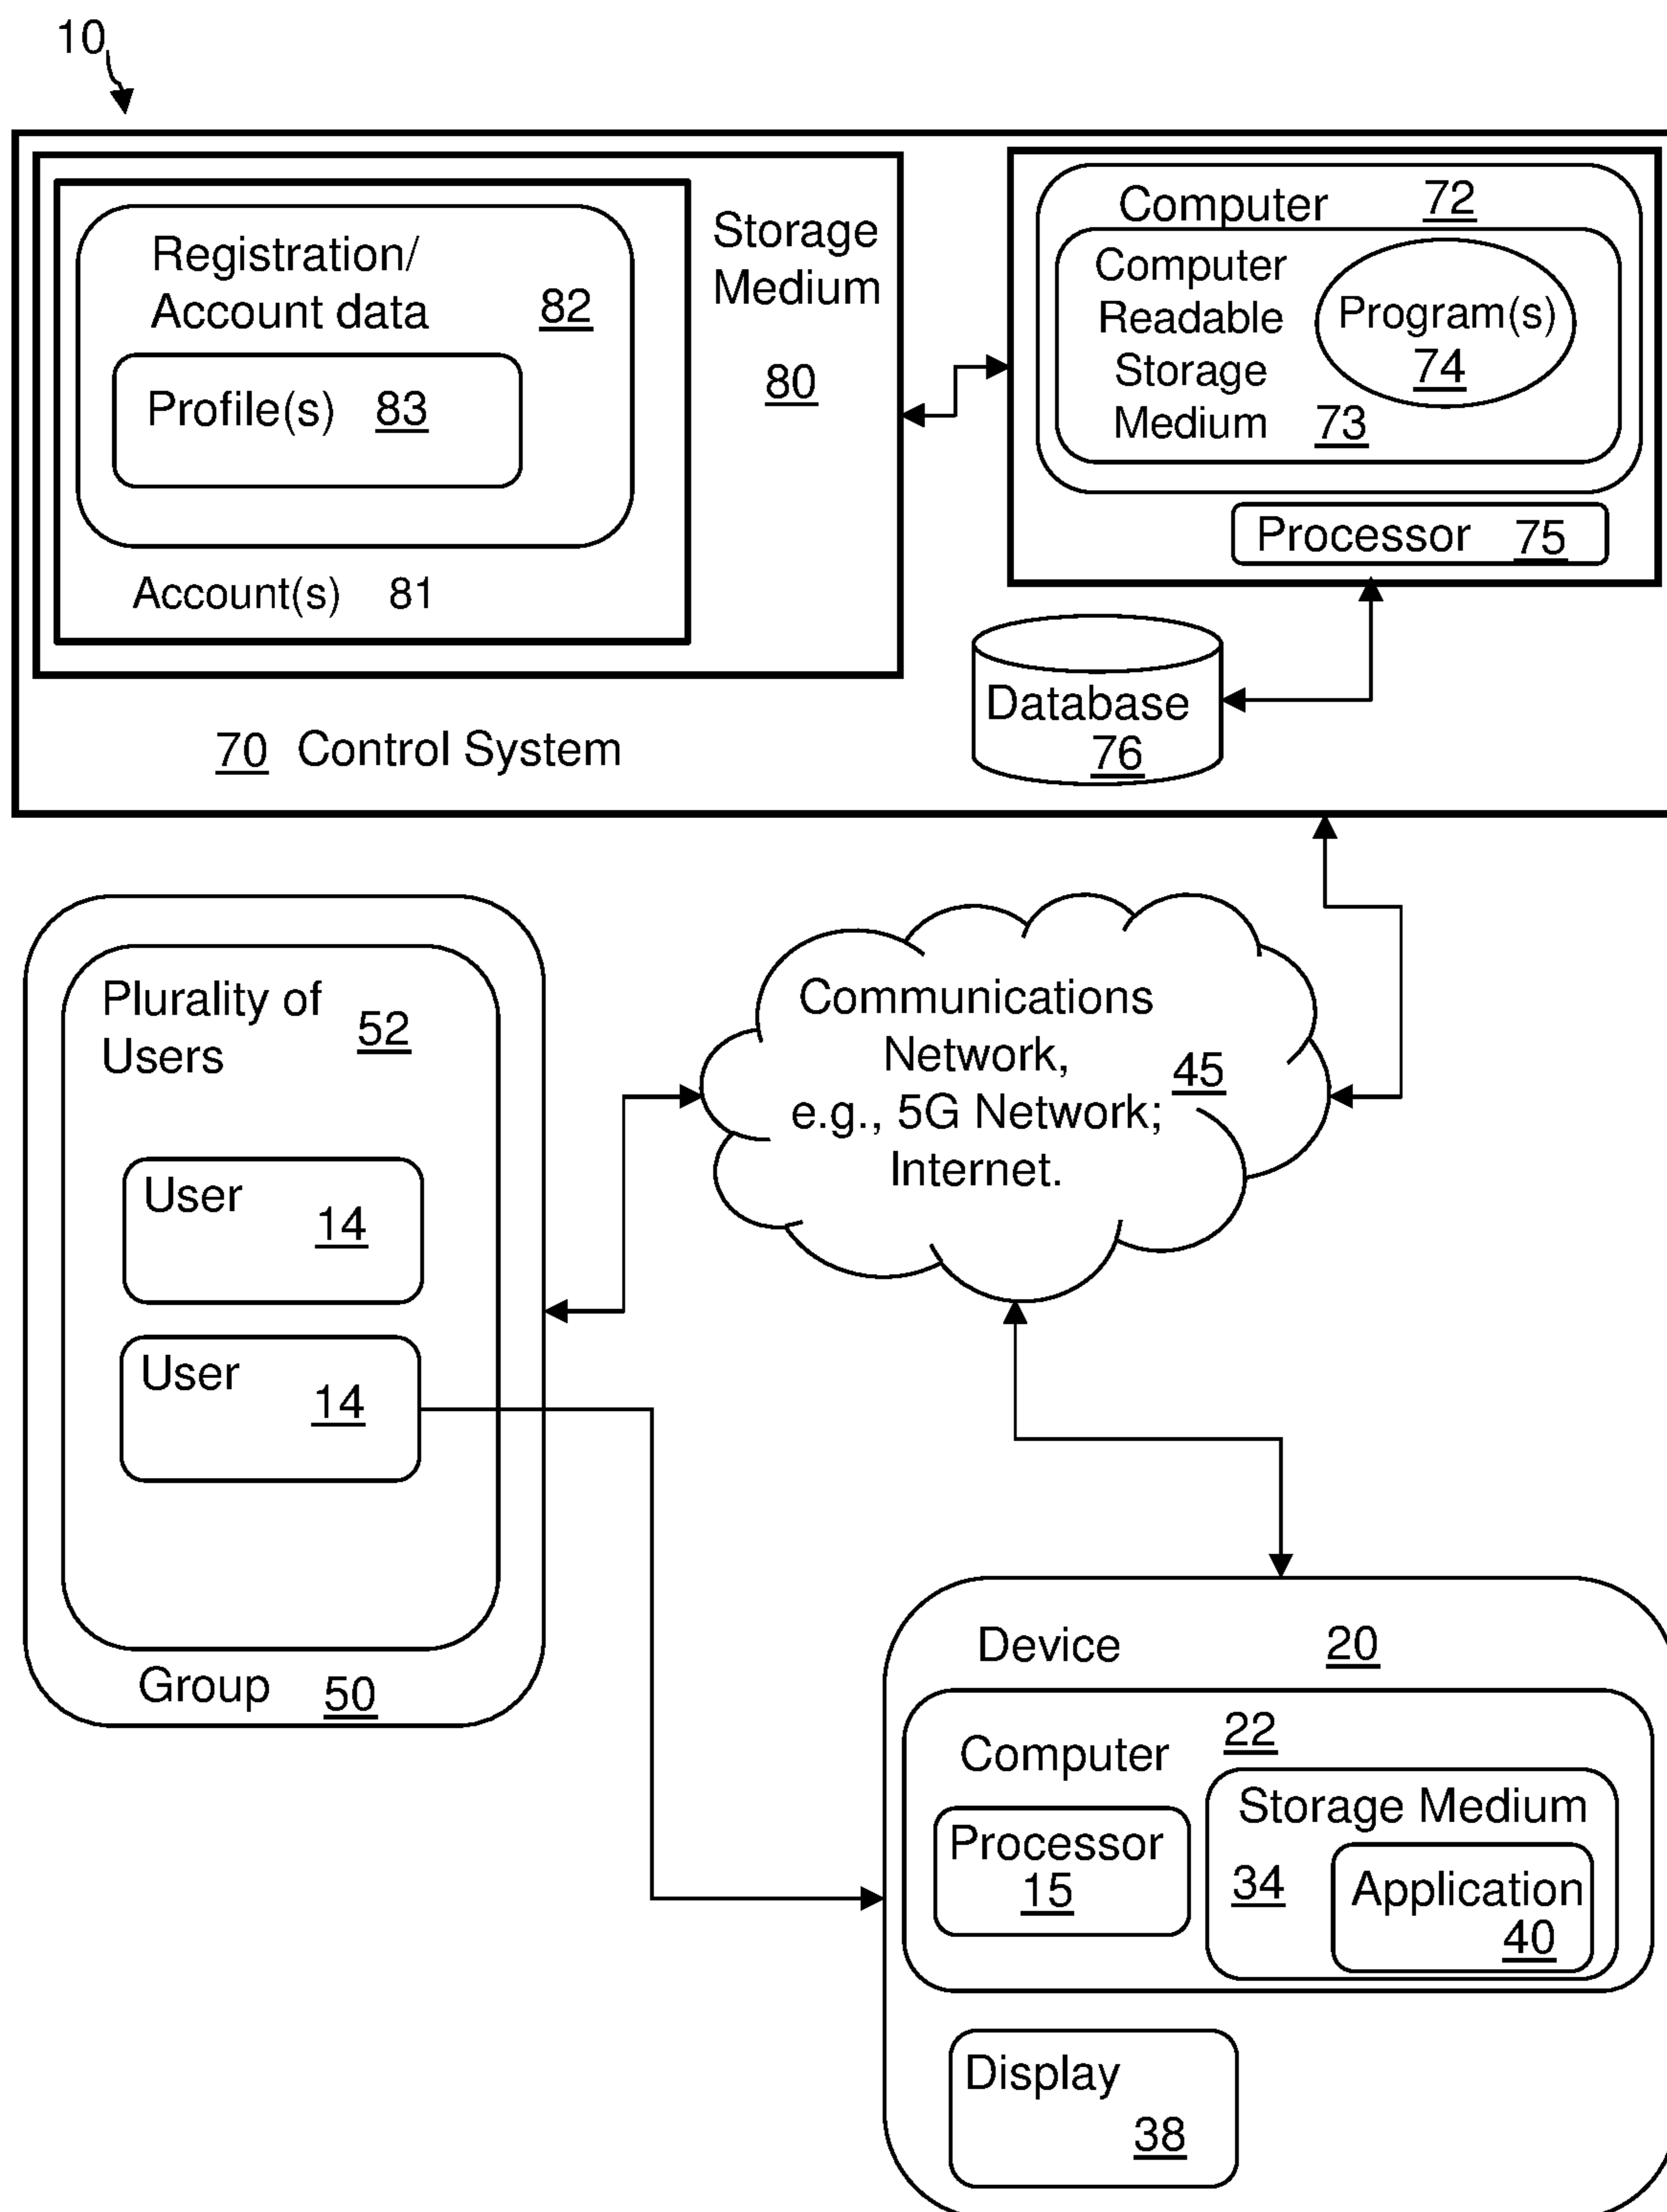 10
Registration/
Account data 82
Profile(s) 83
Account(s) 81
Storage
Medium
80
Computer 72
Computer
Readable
Storage
Medium 73
Program(s)
74
Processor 75
Database
76
70 Control System
Plurality of
Users 52
User 14
User 14
Group 50
Communications
Network,
e.g., 5G Network;
Internet.
45
Device 20
Computer 22
Processor
15
Storage Medium
34
Application
40
Display
38